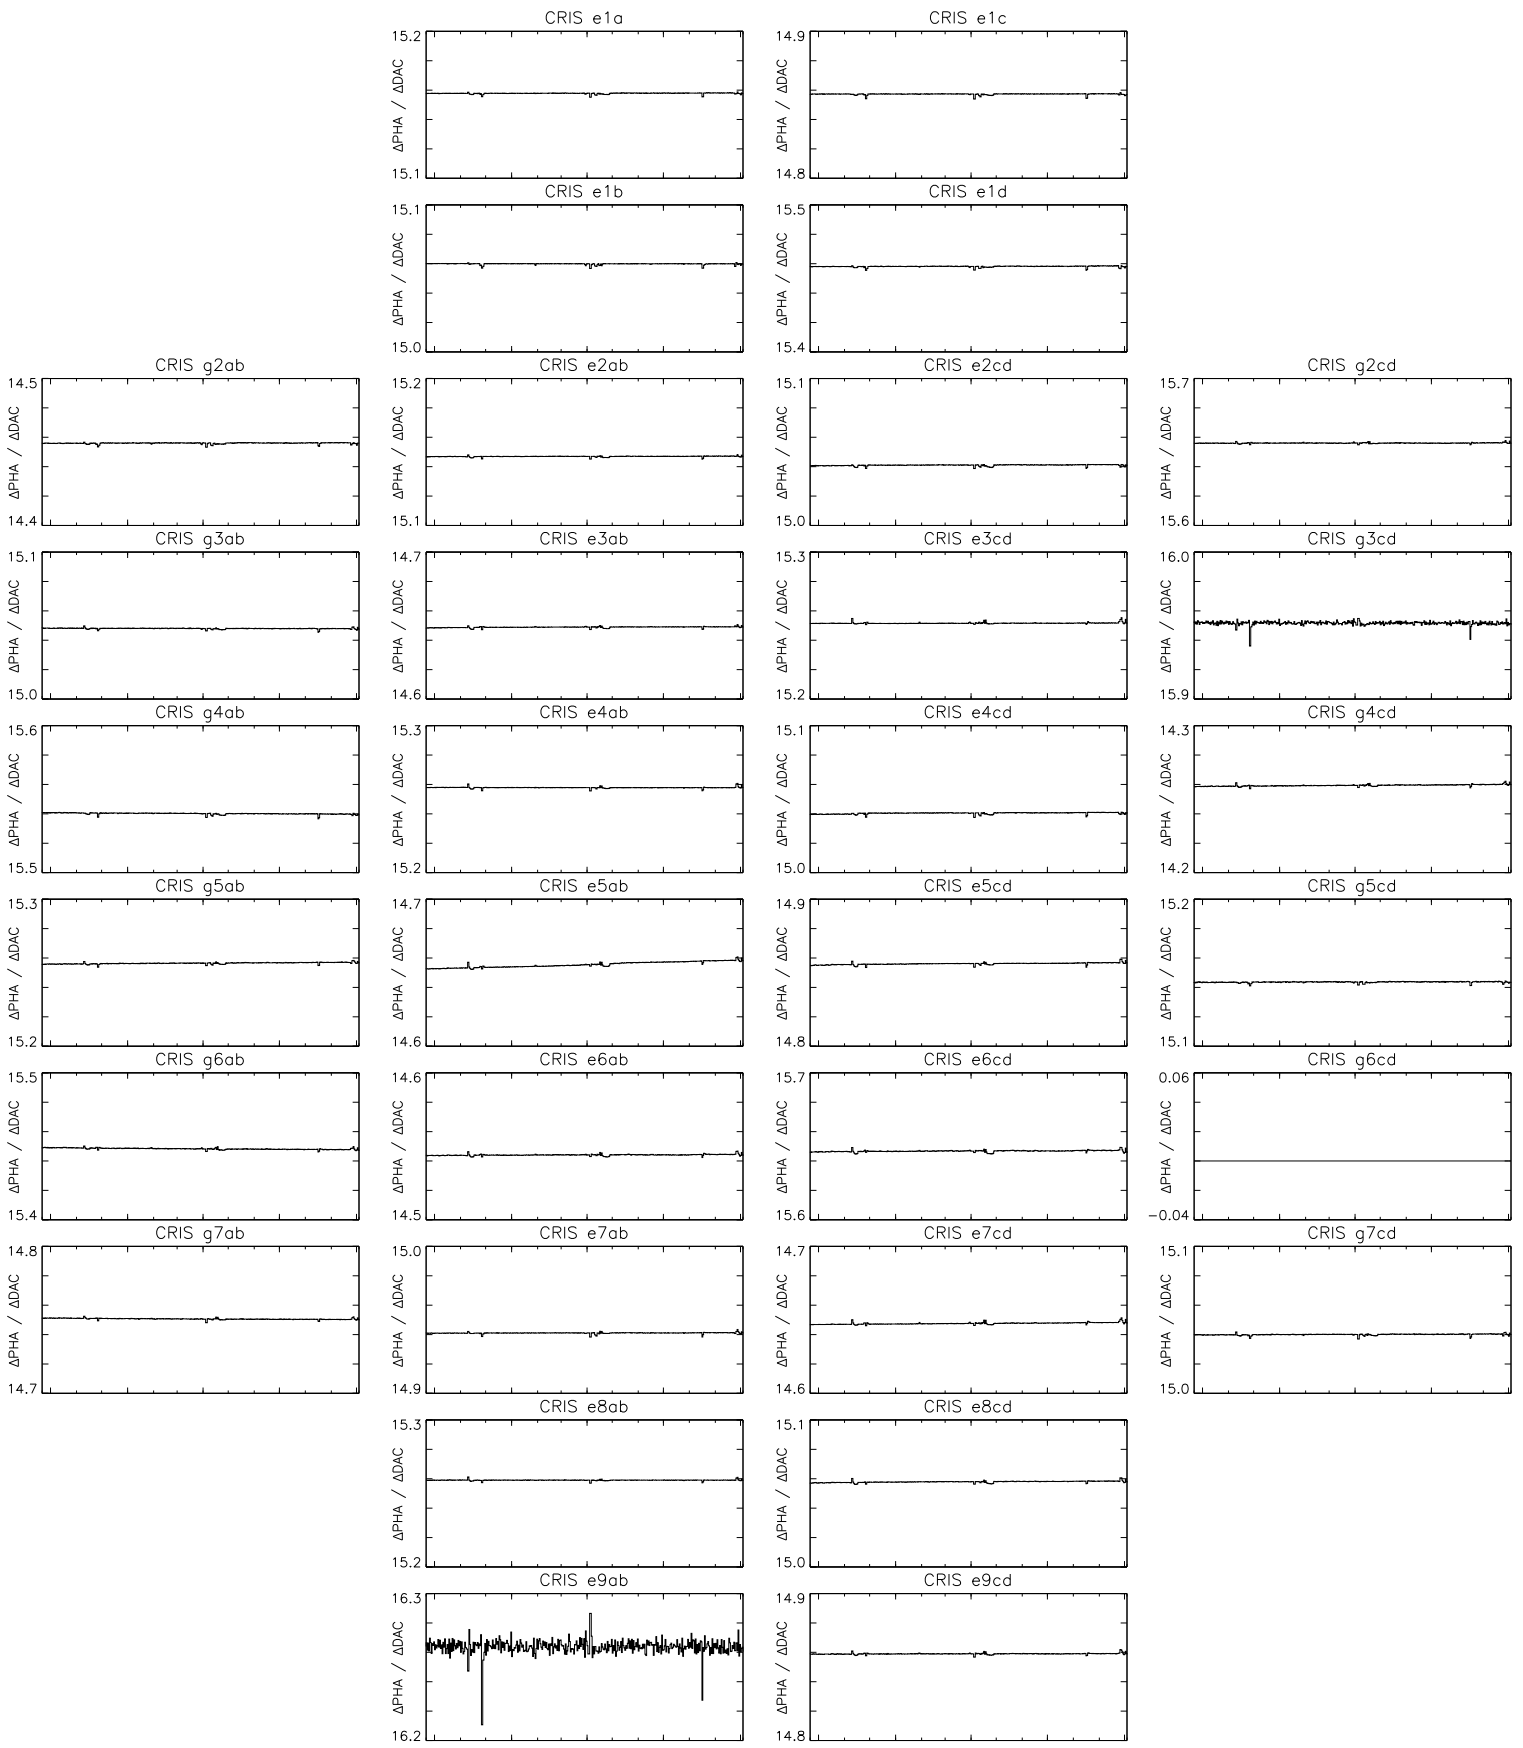 CRIS e1a
15.2
ΔPHA / ΔDAC
15.1
CRIS e1c
14.9
ΔPHA / ΔDAC
14.8
CRIS e1b
15.1
ΔPHA / ΔDAC
15.0
CRIS e1d
15.5
ΔPHA / ΔDAC
15.4
CRIS g2ab
14.5
ΔPHA / ΔDAC
14.4
CRIS e2ab
15.2
ΔPHA / ΔDAC
15.1
CRIS e2cd
15.1
ΔPHA / ΔDAC
15.0
CRIS g2cd
15.7
ΔPHA / ΔDAC
15.6
CRIS g3ab
15.1
ΔPHA / ΔDAC
15.0
CRIS e3ab
14.7
ΔPHA / ΔDAC
14.6
CRIS e3cd
15.3
ΔPHA / ΔDAC
15.2
CRIS g3cd
16.0
ΔPHA / ΔDAC
15.9
CRIS g4ab
15.6
ΔPHA / ΔDAC
15.5
CRIS e4ab
15.3
ΔPHA / ΔDAC
15.2
CRIS e4cd
15.1
ΔPHA / ΔDAC
15.0
CRIS g4cd
14.3
ΔPHA / ΔDAC
14.2
CRIS g5ab
15.3
ΔPHA / ΔDAC
15.2
CRIS e5ab
14.7
ΔPHA / ΔDAC
14.6
CRIS e5cd
14.9
ΔPHA / ΔDAC
14.8
CRIS g5cd
15.2
ΔPHA / ΔDAC
15.1
CRIS g6ab
15.5
ΔPHA / ΔDAC
15.4
CRIS e6ab
14.6
ΔPHA / ΔDAC
14.5
CRIS e6cd
15.7
ΔPHA / ΔDAC
15.6
CRIS g6cd
0.06
ΔPHA / ΔDAC
−0.04
CRIS g7ab
14.8
ΔPHA / ΔDAC
14.7
CRIS e7ab
15.0
ΔPHA / ΔDAC
14.9
CRIS e7cd
14.7
ΔPHA / ΔDAC
14.6
CRIS g7cd
15.1
ΔPHA / ΔDAC
15.0
CRIS e8ab
15.3
ΔPHA / ΔDAC
15.2
CRIS e8cd
15.1
ΔPHA / ΔDAC
15.0
CRIS e9ab
16.3
ΔPHA / ΔDAC
16.2
CRIS e9cd
14.9
ΔPHA / ΔDAC
14.8